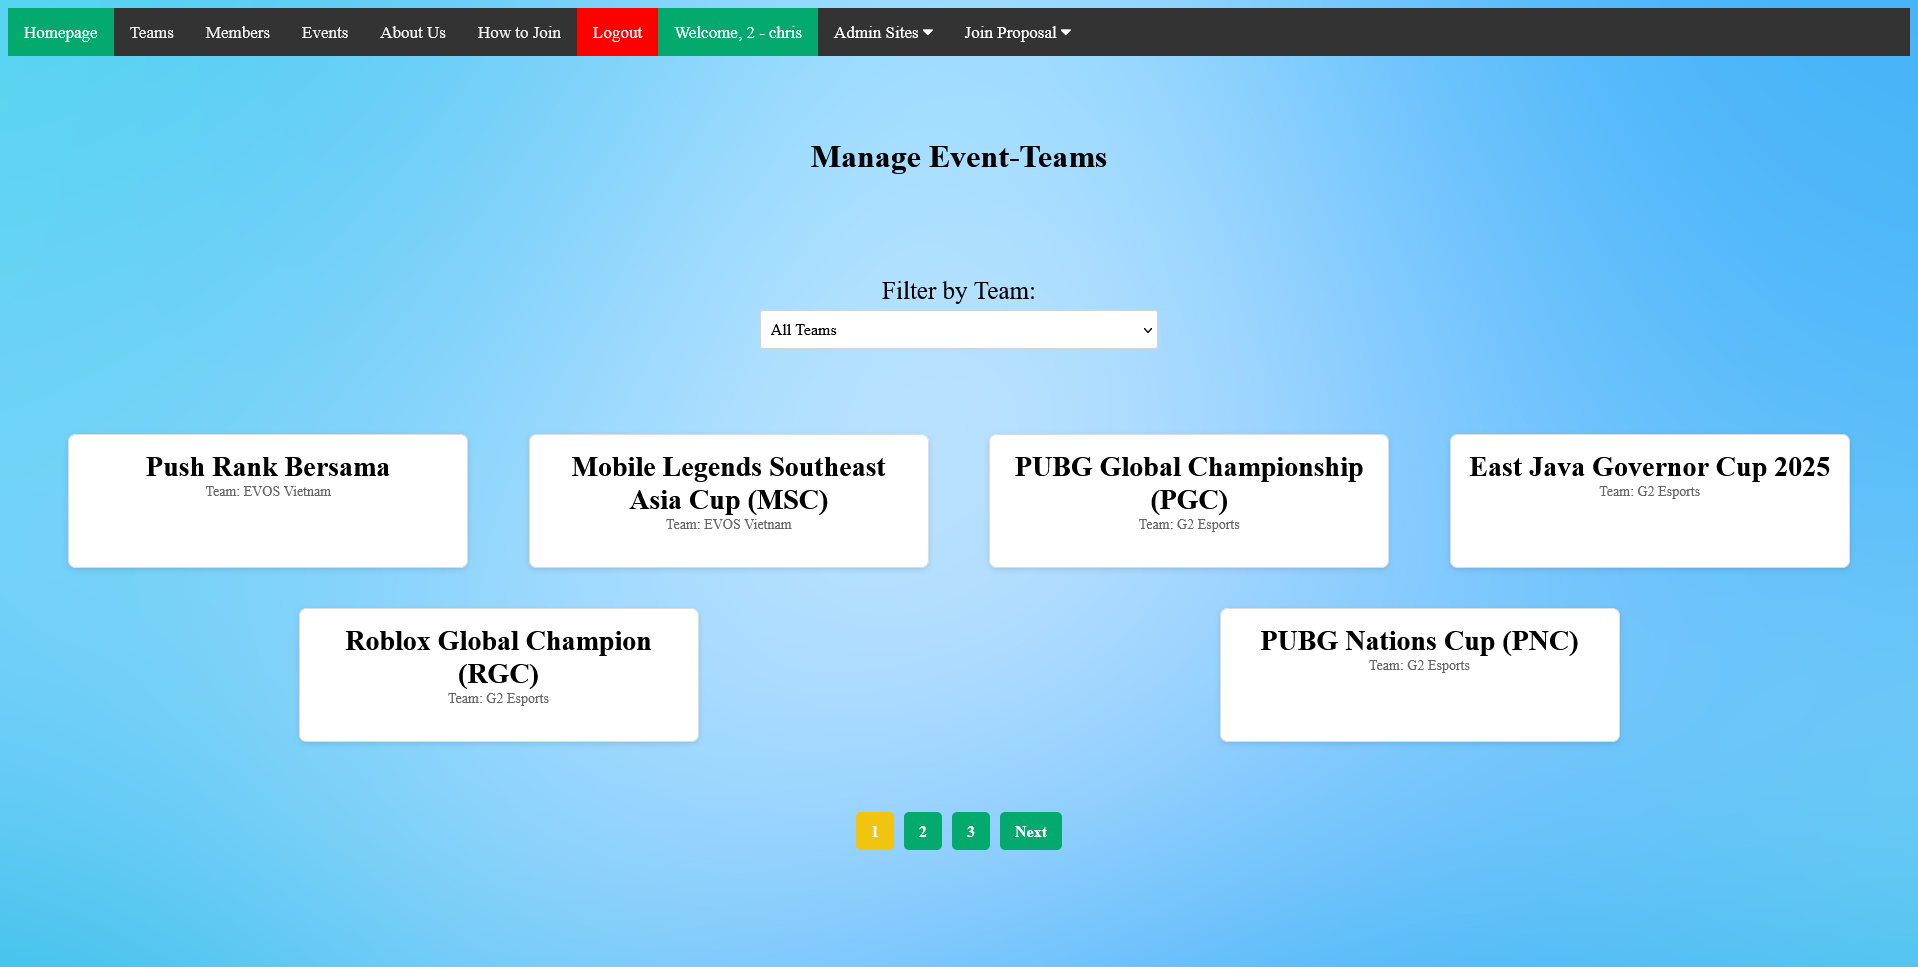 Homepage Teams Members Events About Us How to Join Logout Welcome, 2 - chris Admin Sites Join Proposal
Manage Event-Teams
Filter by Team:
All Teams
Push Rank Bersama
Team: EVOS Vietnam
Mobile Legends Southeast
Asia Cup (MSC)
Team: EVOS Vietnam
PUBG Global Championship
(PGC)
Team: G2 Esports
East Java Governor Cup 2025
Team: G2 Esports
Roblox Global Champion
(RGC)
Team: G2 Esports
PUBG Nations Cup (PNC)
Team: G2 Esports
1 2 3 Next